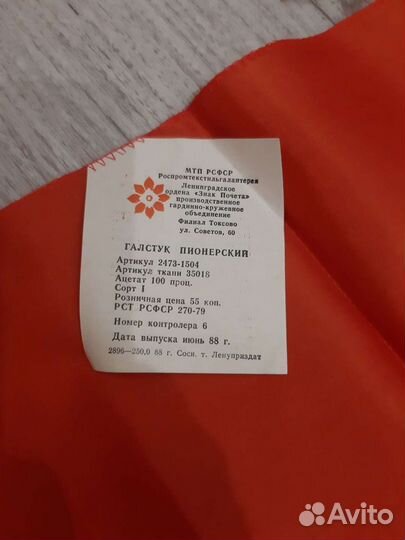 МТП РСФСР
Роспромтекстильгалантерея
Ленинградское
ордена «Знак Почета»
производственное
гардинно-кружевное
объединение
Филиал Токсово
ул. Советов, 60
ГАЛСТУК ПИОНЕРСКИЙ
Артикул 2473-1504
Артикул ткани 35018
Ацетат 100 проц.
Сорт I
Розничная цена 55 коп.
РСТ РСФСР 270-79
Номер контролера 6
Дата выпуска июнь 88 г.
2896—250,0 88 г. Сосн. т. Ленуприздат
Avito